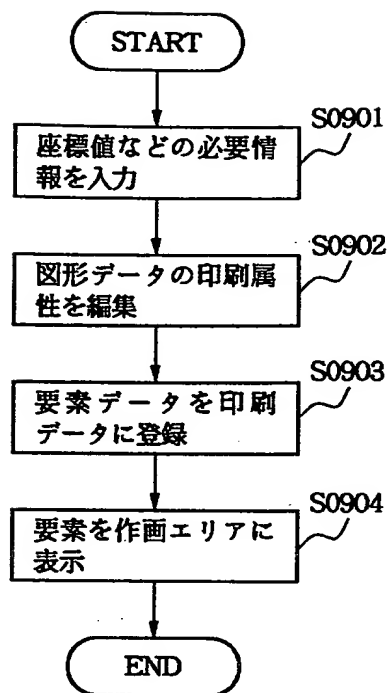 START
S0901
座標値などの必要情
報を入力
S0902
図形データの印刷属
性を編集
S0903
要素データを印刷
データに登録
S0904
要素を作画エリアに
表示
END